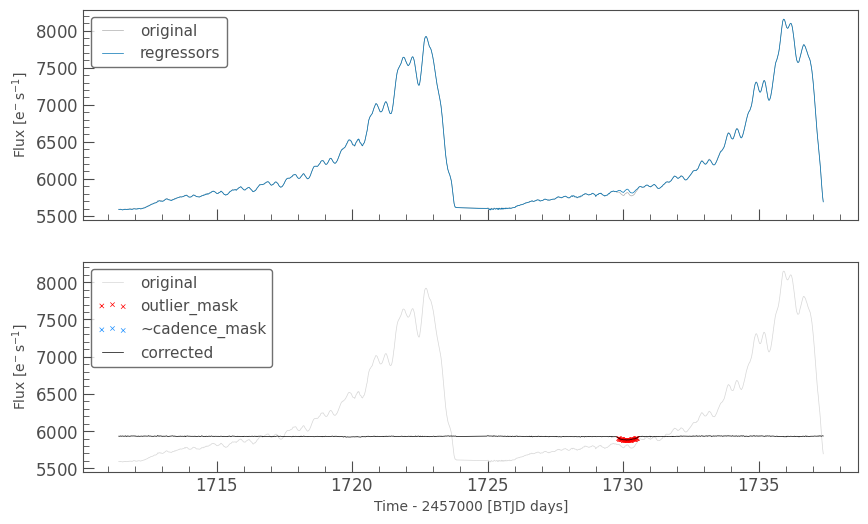 8000
7500
7000
6500
6000
5500
Flux [e⁻ s⁻¹]
original
regressors
8000
7500
7000
6500
6000
5500
Flux [e⁻ s⁻¹]
original
outlier_mask
~cadence_mask
corrected
1715 1720 1725 1730 1735
Time - 2457000 [BTJD days]